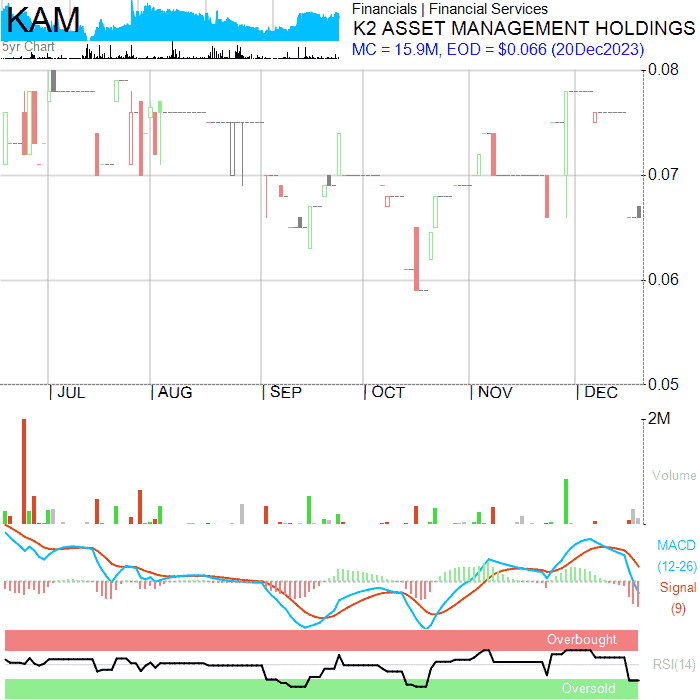 KAM
5yr Chart
Financials | Financial Services
K2 ASSET MANAGEMENT HOLDINGS
MC = 15.9M, EOD = $0.066 (20Dec2023)
0.08
0.07
0.06
0.05
JUL AUG SEP OCT NOV DEC
2M
Volume
MACD
(12-26)
Signal
(9)
Overbought
RSI(14)
Oversold